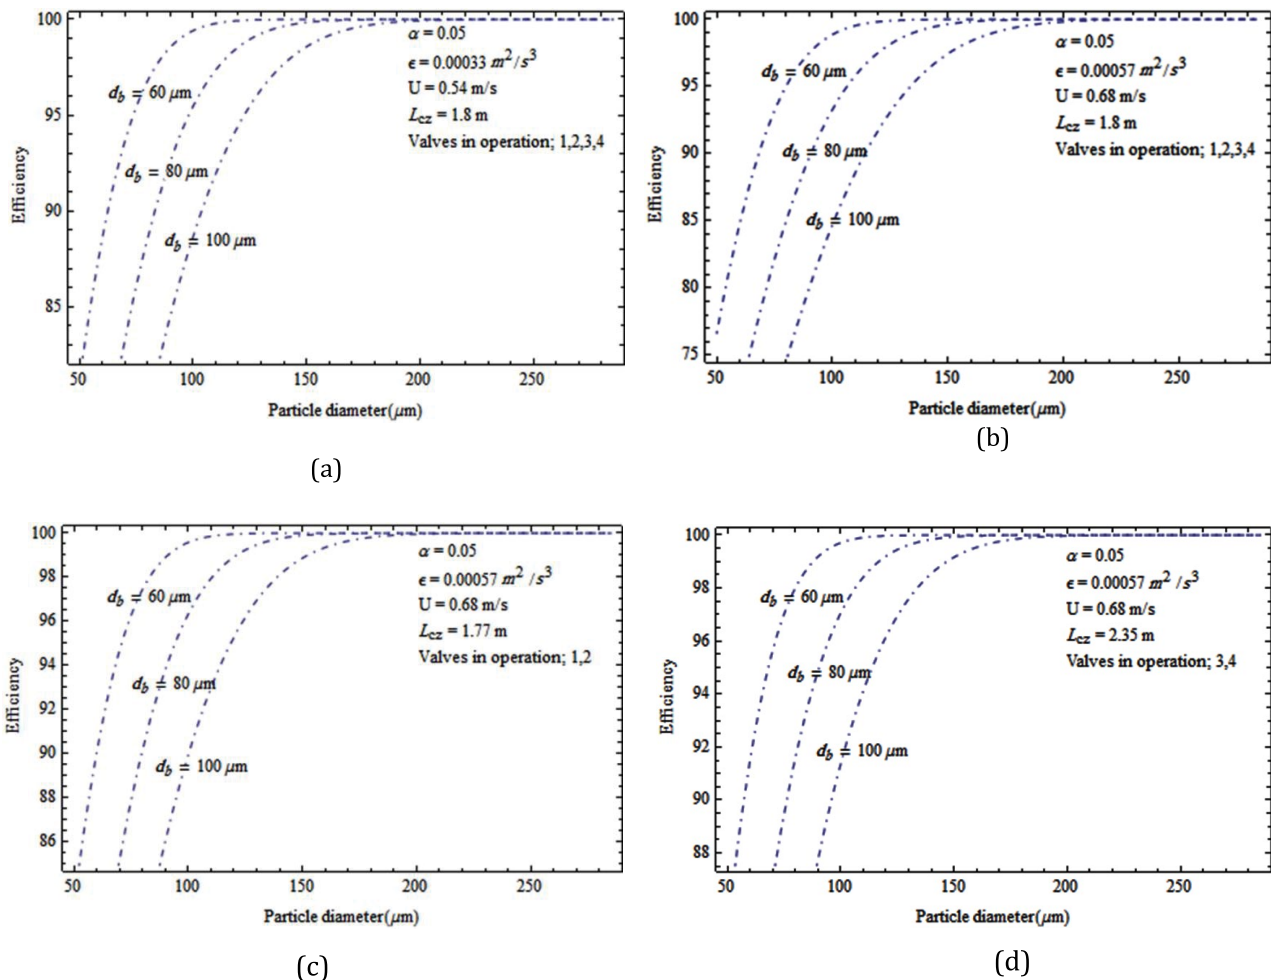 100
95
90
85
Efficiency
α = 0.05
ϵ = 0.00033 m²/s³
U = 0.54 m/s
L_cz = 1.8 m
Valves in operation; 1,2,3,4
d_b = 60 μm
d_b = 80 μm
d_b = 100 μm
50 100 150 200 250
Particle diameter(μm)
(a)
100
95
90
85
80
75
Efficiency
α = 0.05
ϵ = 0.00057 m²/s³
U = 0.68 m/s
L_cz = 1.8 m
Valves in operation; 1,2,3,4
d_b = 60 μm
d_b = 80 μm
d_b = 100 μm
50 100 150 200 250
Particle diameter(μm)
(b)
100
98
96
94
92
90
88
86
Efficiency
α = 0.05
ϵ = 0.00057 m² /s³
U = 0.68 m/s
L_cz = 1.77 m
Valves in operation; 1,2
d_b = 60 μm
d_b = 80 μm
d_b = 100 μm
50 100 150 200 250
Particle diameter(μm)
(c)
100
98
96
94
92
90
88
Efficiency
α = 0.05
ϵ = 0.00057 m²/s³
U = 0.68 m/s
L_cz = 2.35 m
Valves in operation; 3,4
d_b = 60 μm
d_b = 80 μm
d_b = 100 μm
50 100 150 200 250
Particle diameter(μm)
(d)